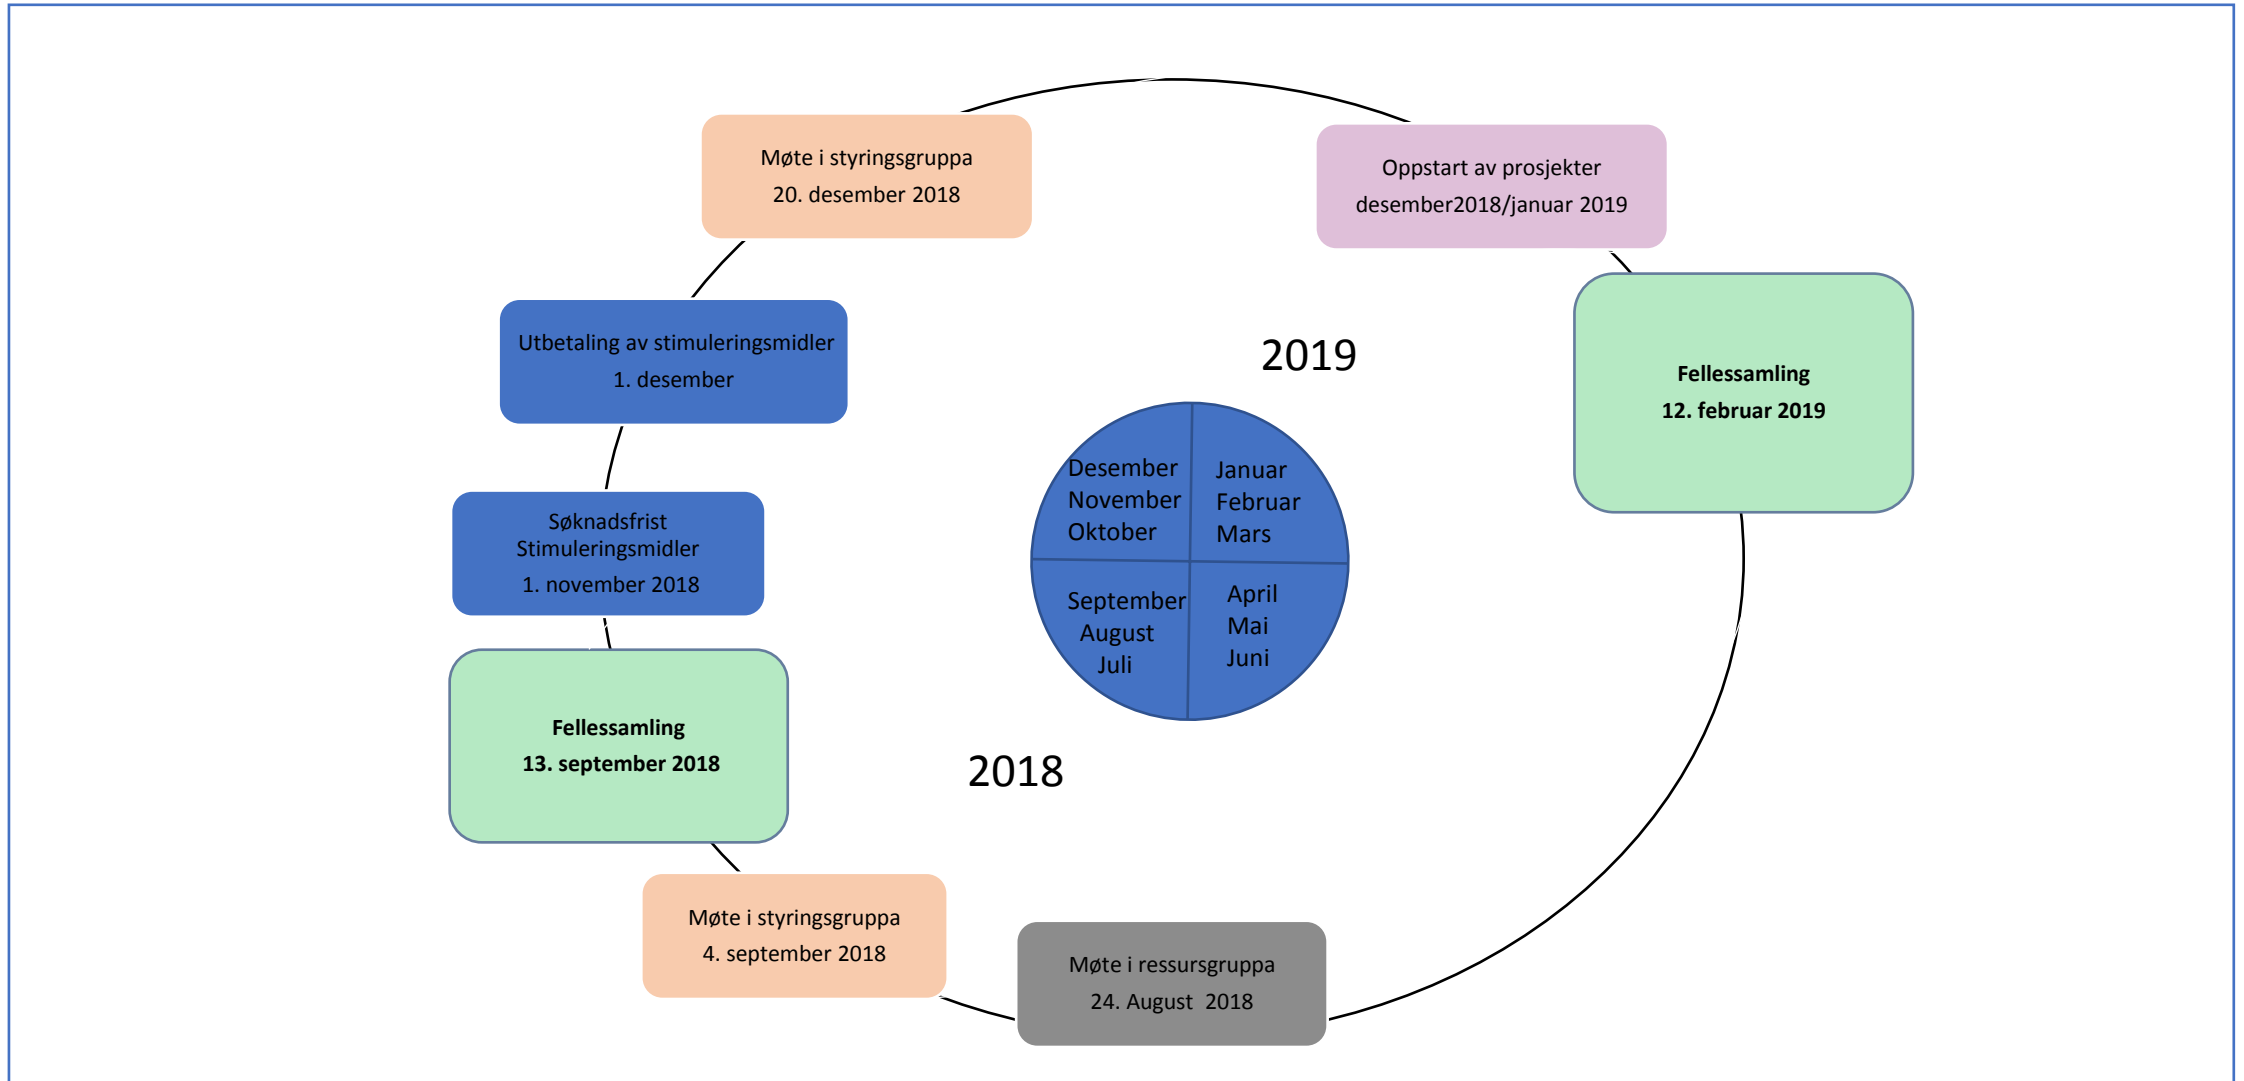 Møte i styringsgruppa
20. desember 2018
Oppstart av prosjekter
desember2018/januar 2019
Utbetaling av stimuleringsmidler
1. desember
2019
Fellessamling
12. februar 2019
Desember
November
Oktober
Januar
Februar
Mars
Søknadsfrist
Stimuleringsmidler
1. november 2018
September
August
Juli
April
Mai
Juni
Fellessamling
13. september 2018
2018
Møte i styringsgruppa
4. september 2018
Møte i ressursgruppa
24. August  2018